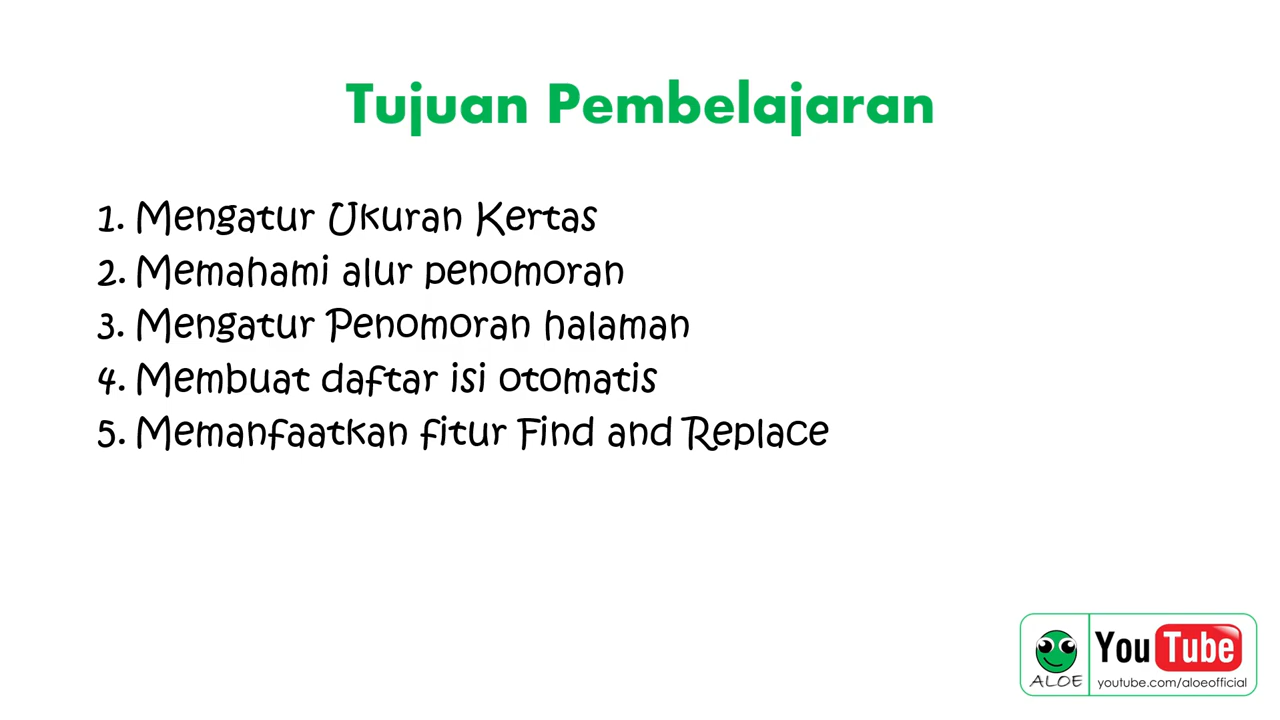 Tujuan Pembelajaran
1. Mengatur Ukuran Kertas
2. Memahami alur penomoran
3. Mengatur Penomoran halaman
4. Membuat daftar isi otomatis
5. Memanfaatkan fitur Find and Replace
YouTube
ALOE
youtube.com/aloeofficial